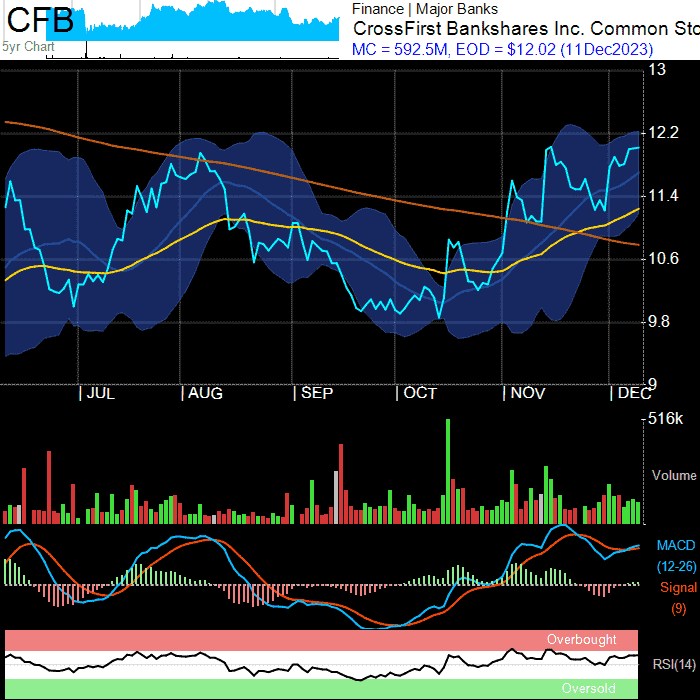 CFB
5yr Chart
Finance | Major Banks
CrossFirst Bankshares Inc. Common Sto
MC = 592.5M, EOD = $12.02 (11Dec2023)
13
12.2
11.4
10.6
9.8
9
JUL AUG SEP OCT NOV DEC
516k
Volume
MACD
(12-26)
Signal
(9)
Overbought
RSI(14)
Oversold